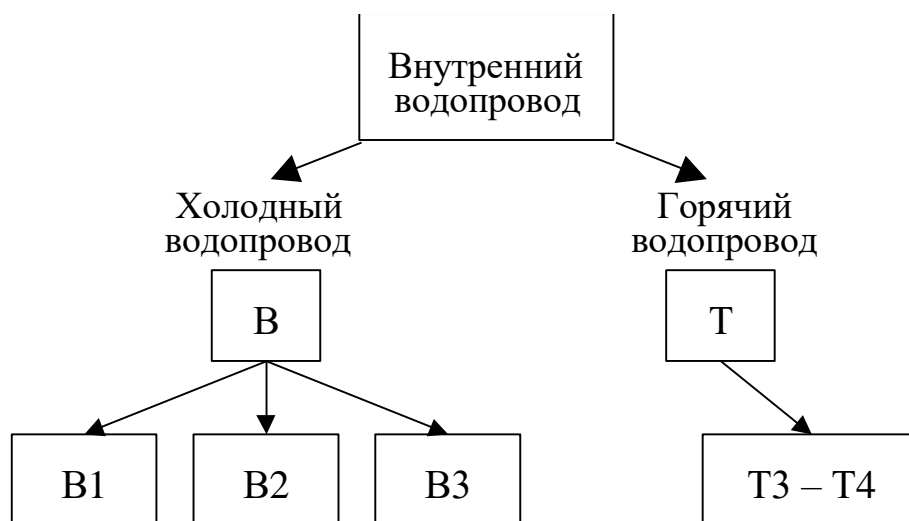 Внутренний
водопровод
Холодный
водопровод
Горячий
водопровод
В
Т
В1
В2
В3
Т3 – Т4